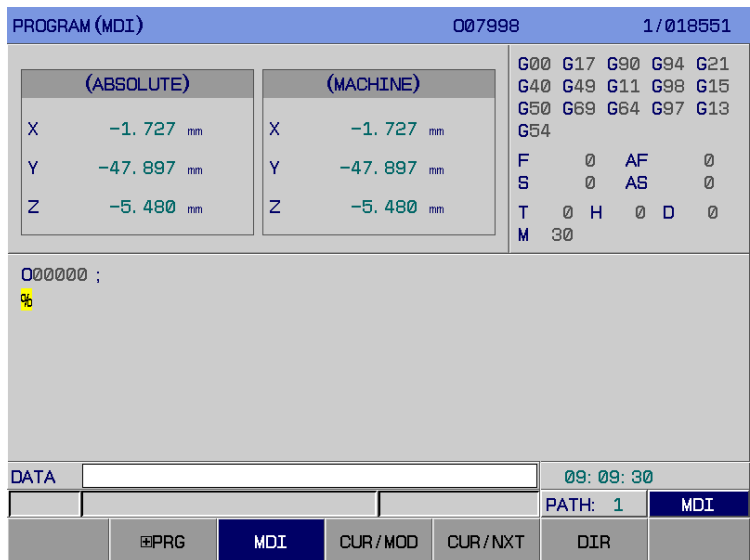 PROGRAM(MDI) O07998 1/018551
(ABSOLUTE) (MACHINE)
X -1.727 mm X -1.727 mm
Y -47.897 mm Y -47.897 mm
Z -5.480 mm Z -5.480 mm
G00 G17 G90 G94 G21
G40 G49 G11 G98 G15
G50 G69 G64 G97 G13
G54
F 0 AF 0
S 0 AS 0
T 0 H 0 D 0
M 30
O00000 ;
%
DATA 09:09:30
PATH: 1 MDI
⊞PRG MDI CUR/MOD CUR/NXT DIR